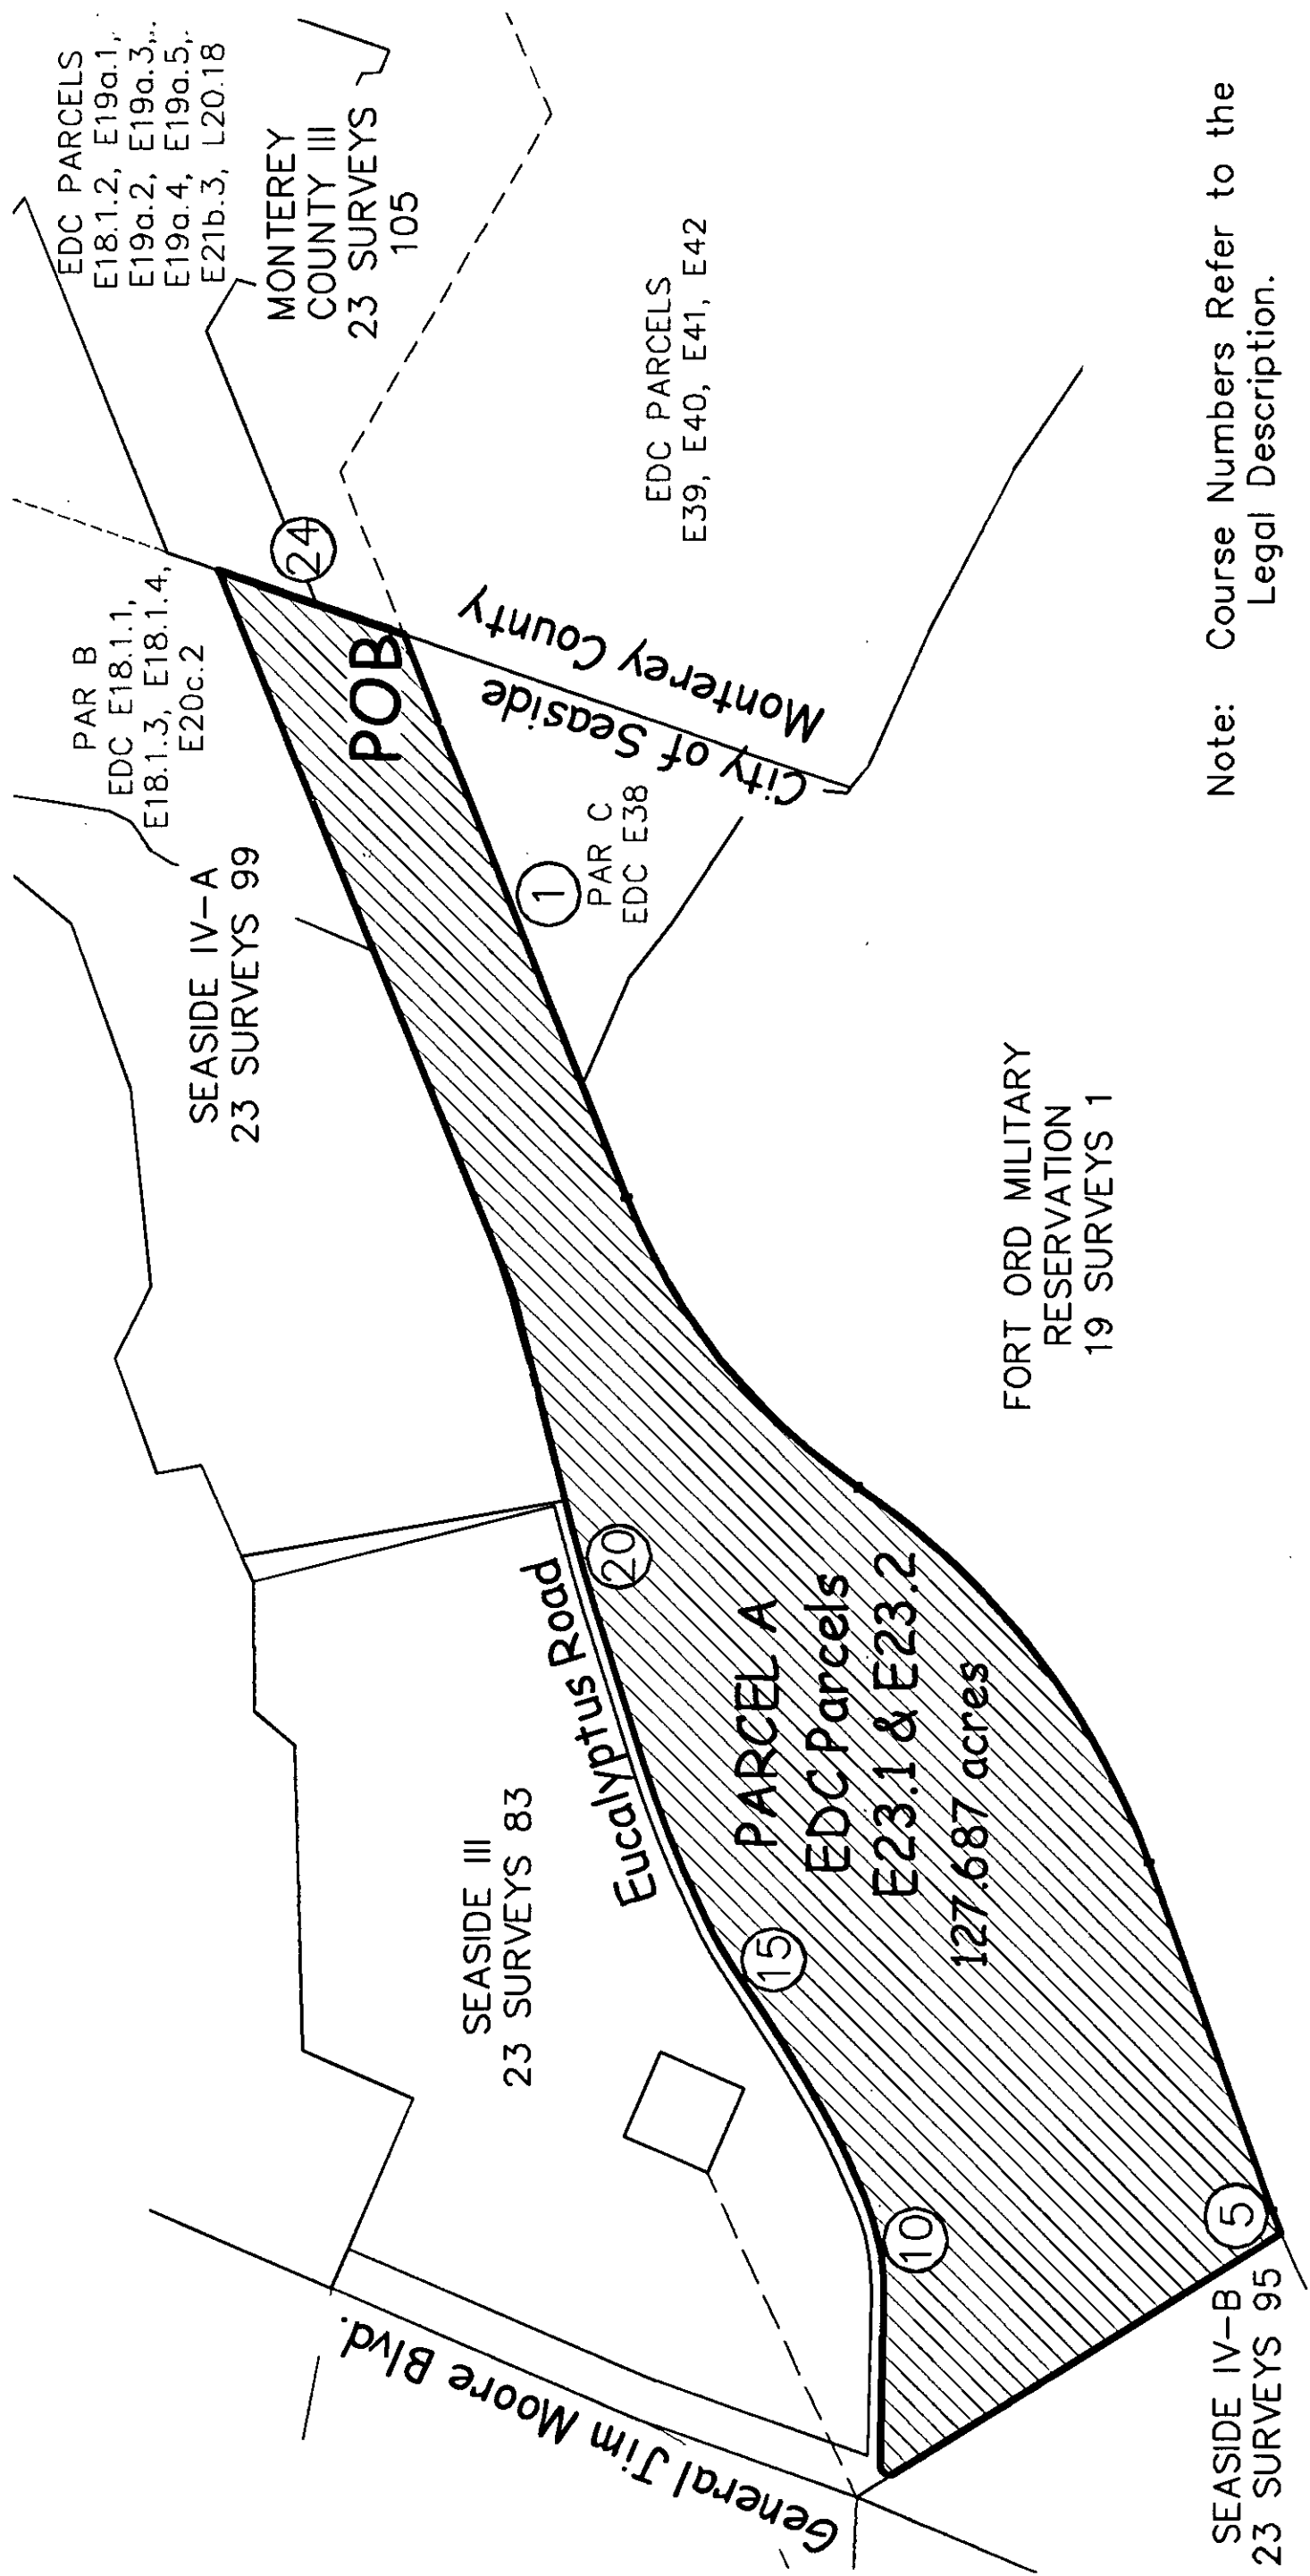 EDC PARCELS
E18.1.2, E19a.1,
E19a.2, E19a.3,
E19a.4, E19a.5,
E21b.3, L20.18
MONTEREY
COUNTY III
23 SURVEYS
105
PAR B
EDC E18.1.1,
E18.1.3, E18.1.4,
E20c.2
SEASIDE IV-A
23 SURVEYS 99
24
POB
EDC PARCELS
E39, E40, E41, E42
City of Seaside
Monterey County
1
PAR C
EDC E38
SEASIDE III
23 SURVEYS 83
Eucalyptus Road
20
15
10
5
PARCEL A
EDC Parcels
E23.1 & E23.2
127.687 acres
FORT ORD MILITARY
RESERVATION
19 SURVEYS 1
General Jim Moore Blvd.
SEASIDE IV-B
23 SURVEYS 95
Note: Course Numbers Refer to the
Legal Description.